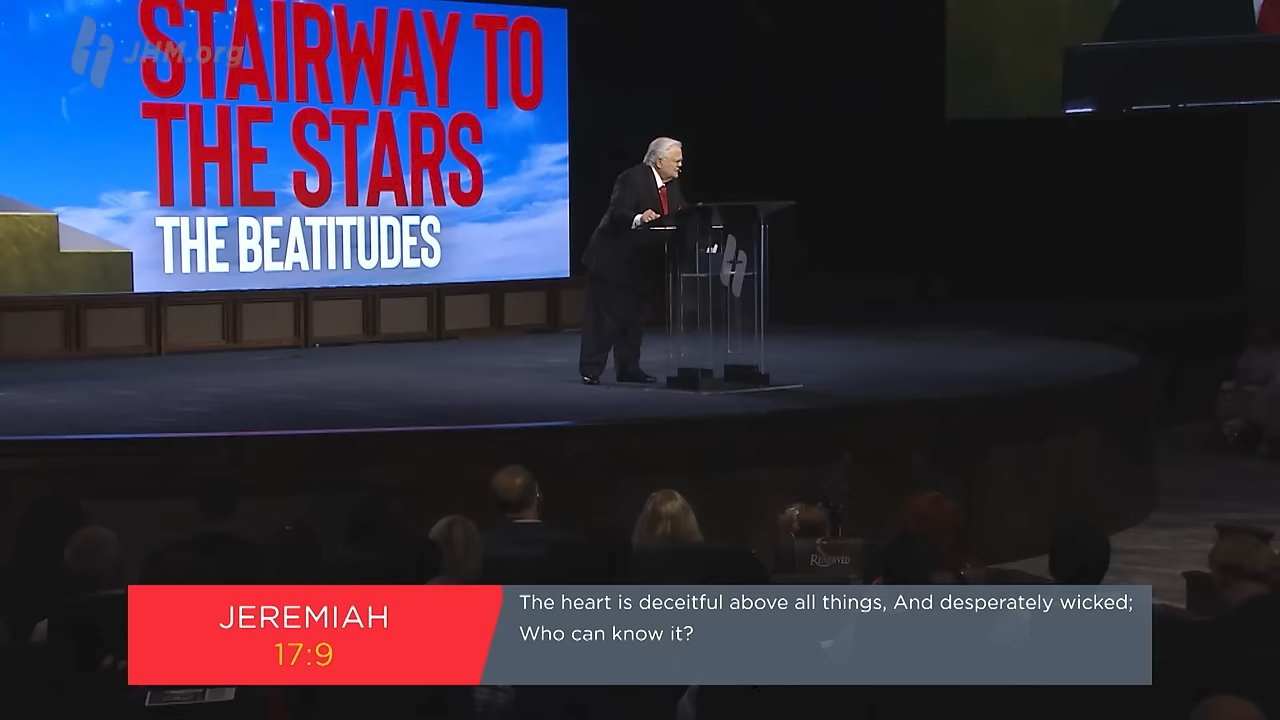 JHM.org
STAIRWAY TO
THE STARS
THE BEATITUDES
RESERVED
JEREMIAH
17:9
The heart is deceitful above all things, And desperately wicked;
Who can know it?